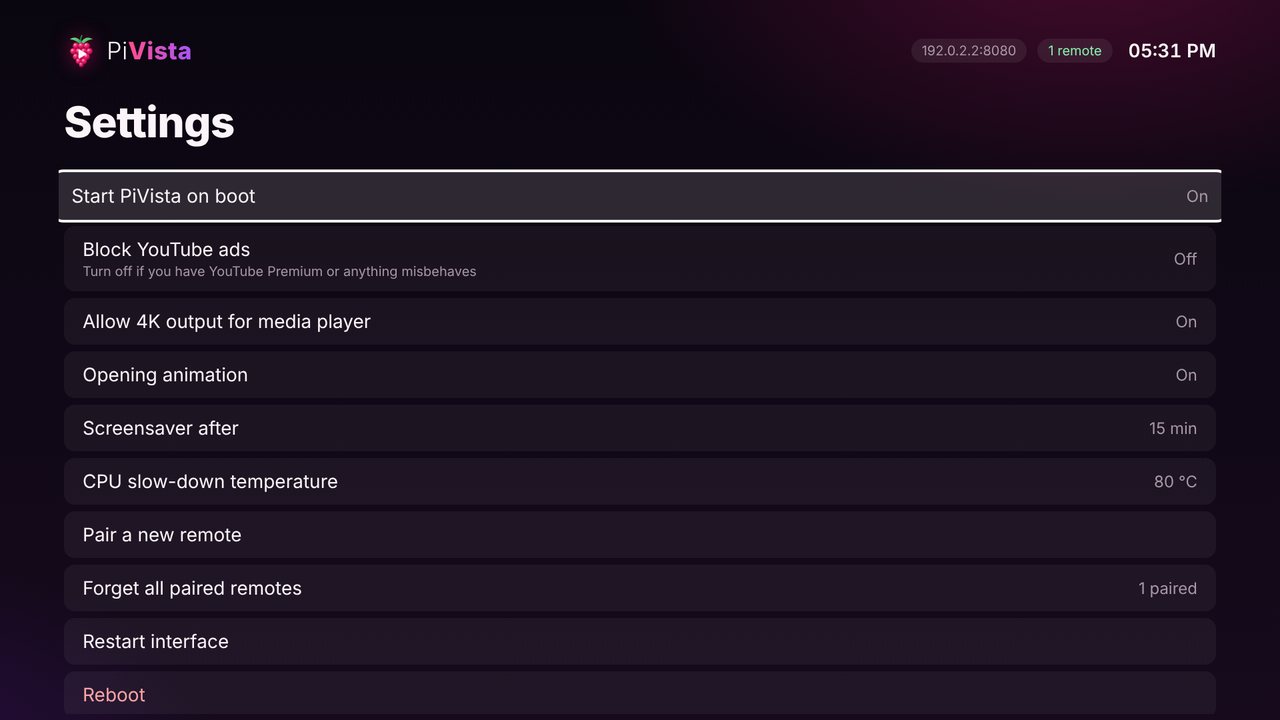 PiVista
192.0.2.2:8080
1 remote
05:31 PM
Settings
Start PiVista on boot
On
Block YouTube ads
Turn off if you have YouTube Premium or anything misbehaves
Off
Allow 4K output for media player
On
Opening animation
On
Screensaver after
15 min
CPU slow-down temperature
80 °C
Pair a new remote
Forget all paired remotes
1 paired
Restart interface
Reboot